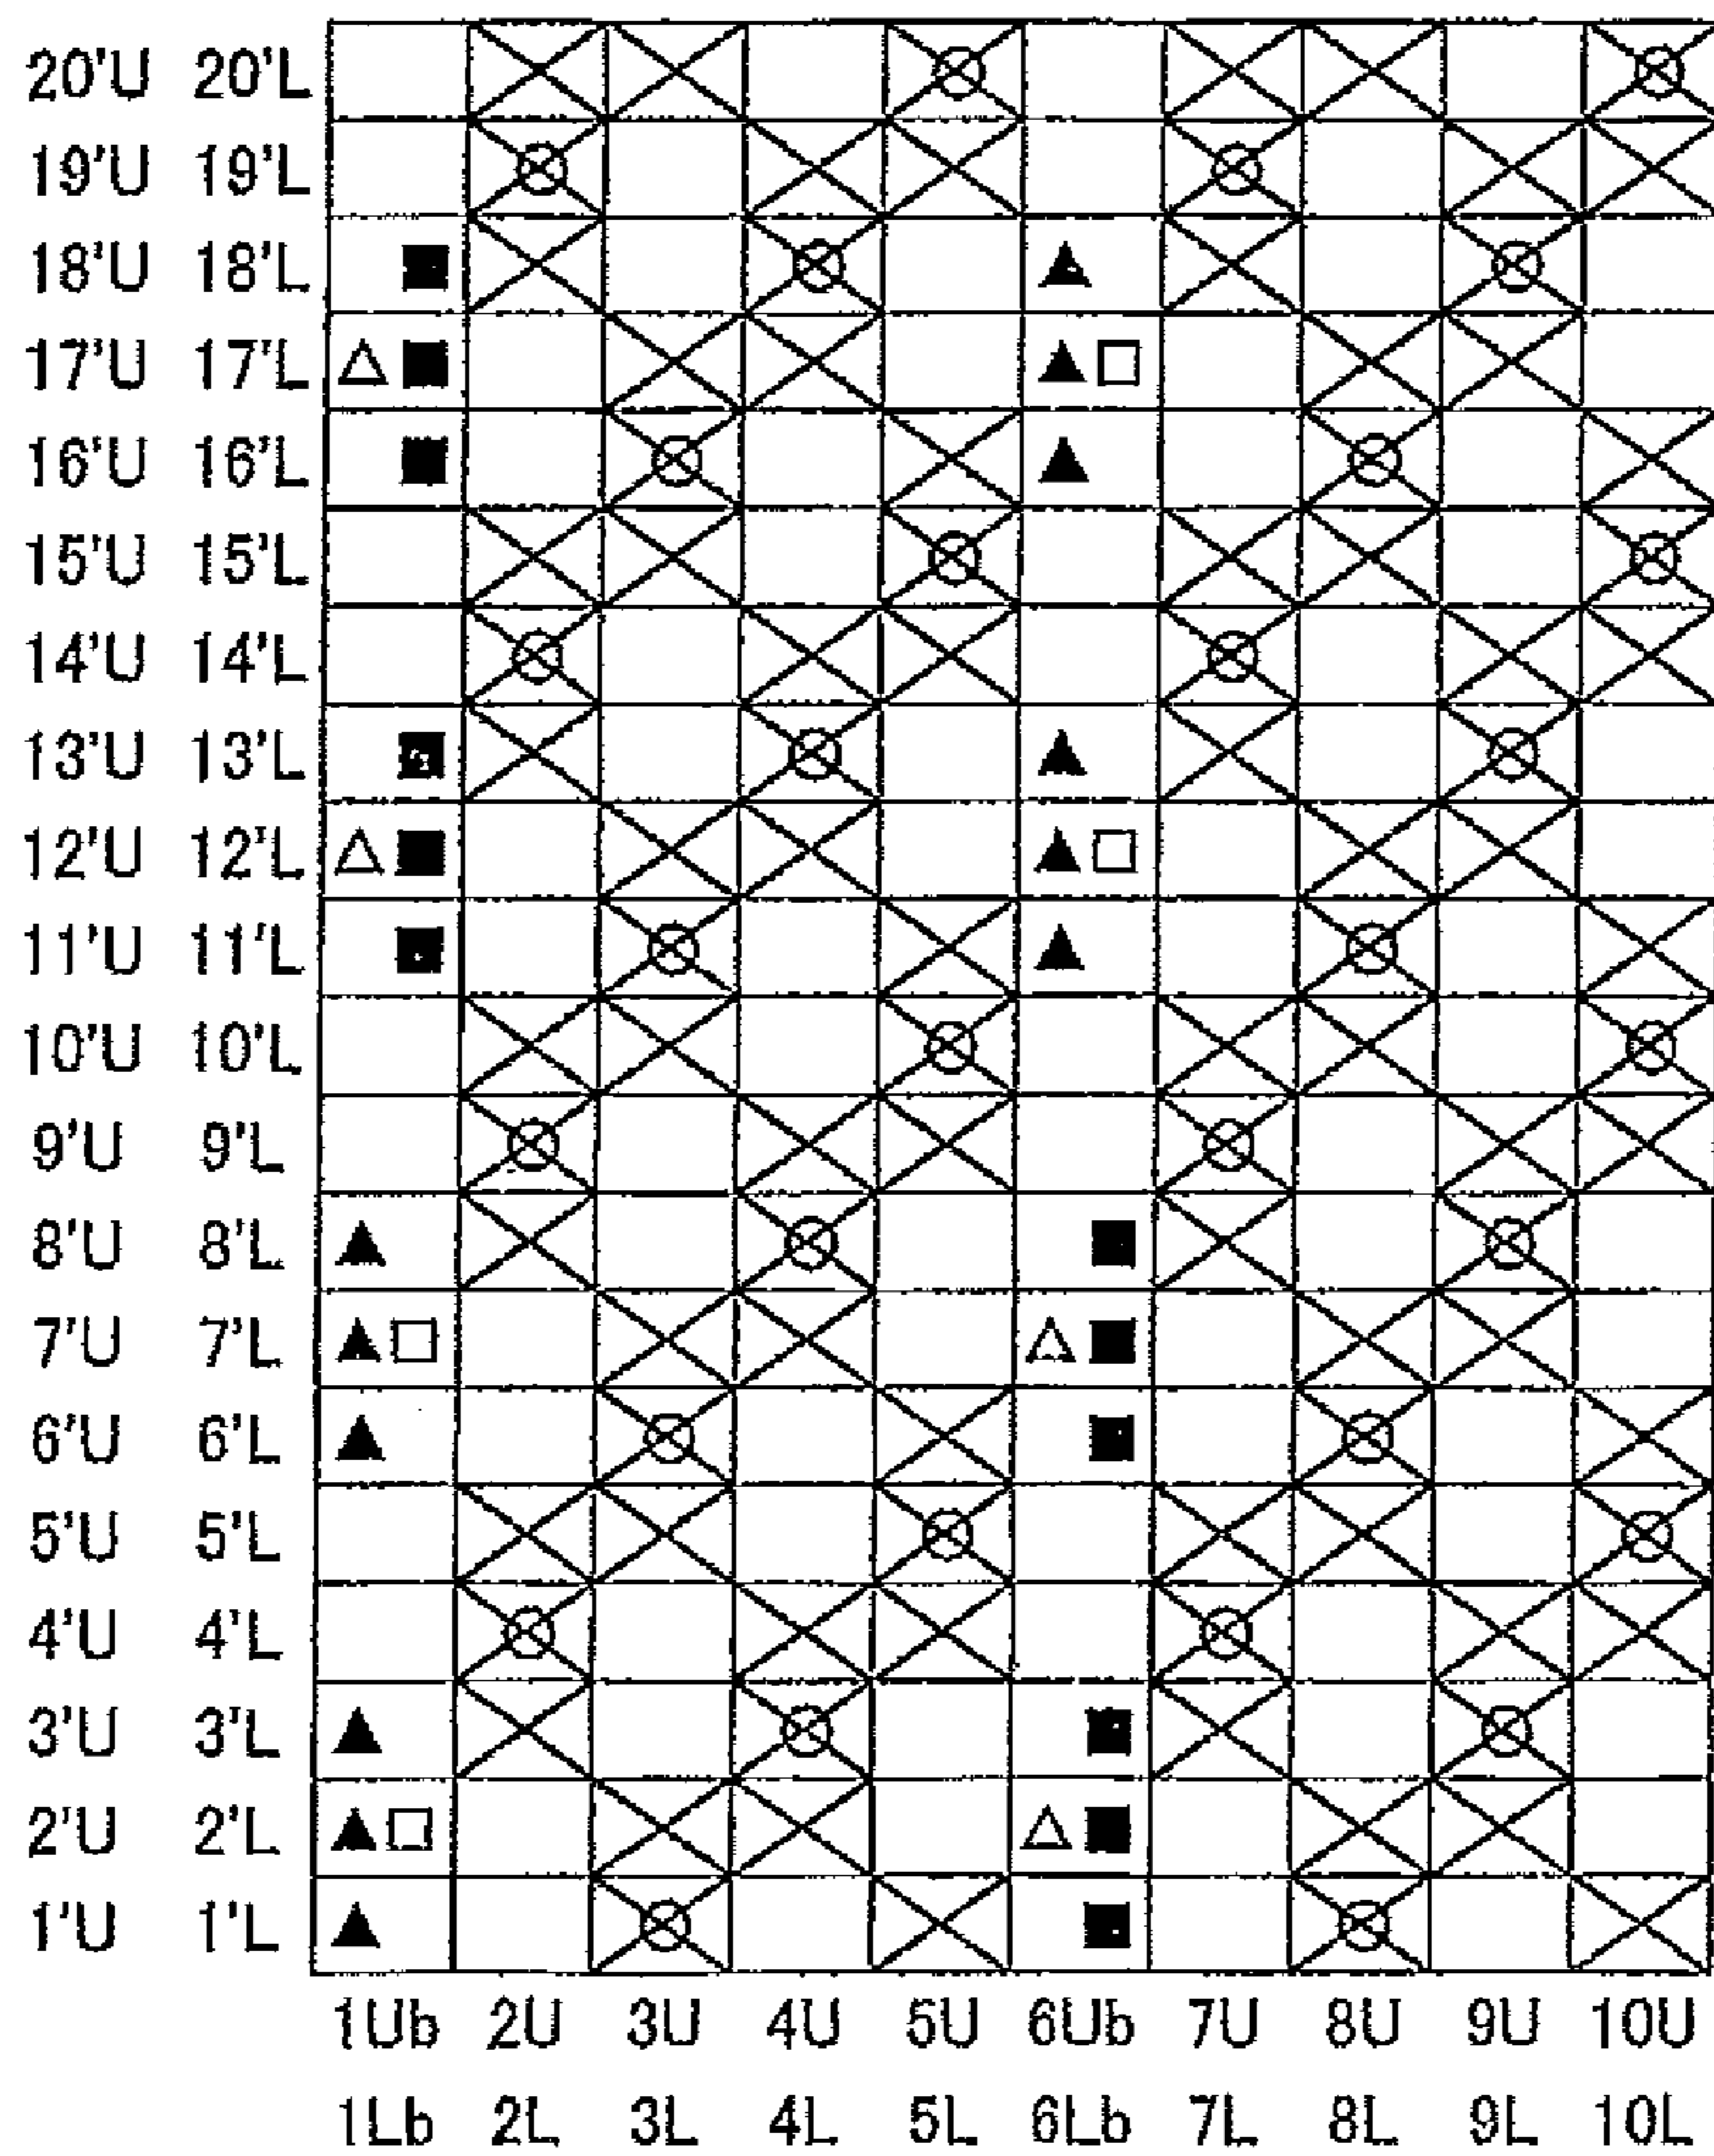 20'U 20'L
19'U 19'L
18'U 18'L
17'U 17'L
16'U 16'L
15'U 15'L
14'U 14'L
13'U 13'L
12'U 12'L
11'U 11'L
10'U 10'L
9'U 9'L
8'U 8'L
7'U 7'L
6'U 6'L
5'U 5'L
4'U 4'L
3'U 3'L
2'U 2'L
1'U 1'L
1Ub 2U 3U 4U 5U 6Ub 7U 8U 9U 10U
1Lb 2L 3L 4L 5L 6Lb 7L 8L 9L 10L